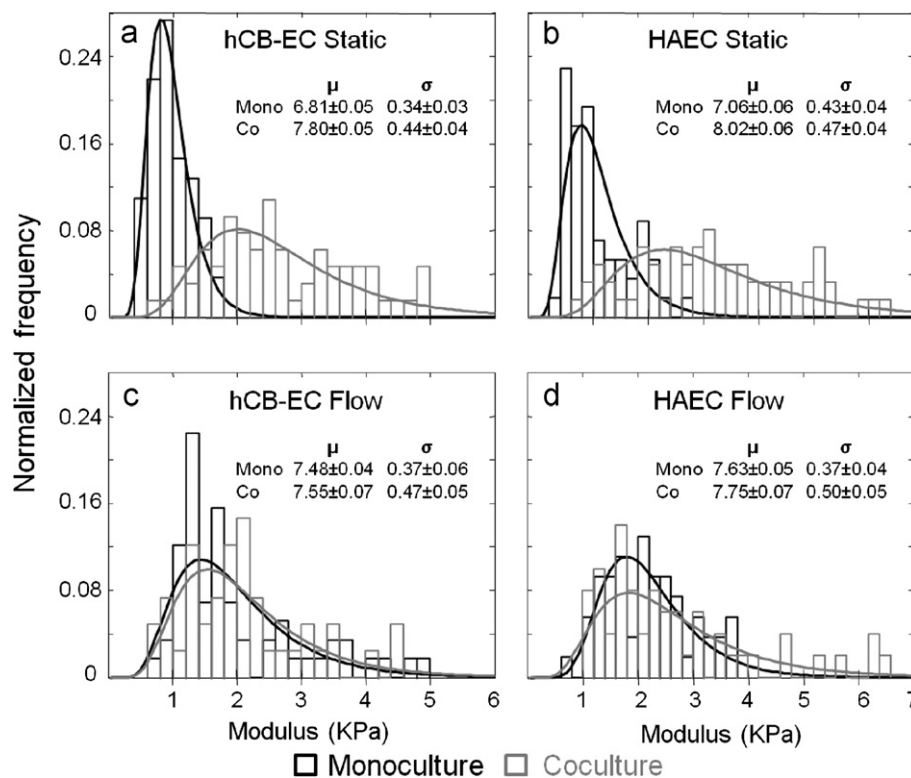 a hCB-EC Static
μ σ
Mono 6.81±0.05 0.34±0.03
Co 7.80±0.05 0.44±0.04
b HAEC Static
μ σ
Mono 7.06±0.06 0.43±0.04
Co 8.02±0.06 0.47±0.04
0.24
0.16
0.08
0
Normalized frequency
c hCB-EC Flow
μ σ
Mono 7.48±0.04 0.37±0.06
Co 7.55±0.07 0.47±0.05
d HAEC Flow
μ σ
Mono 7.63±0.05 0.37±0.04
Co 7.75±0.07 0.50±0.05
0.24
0.16
0.08
0
1 2 3 4 5 6
1 2 3 4 5 6 7
Modulus (KPa) Modulus (KPa)
Monoculture Coculture